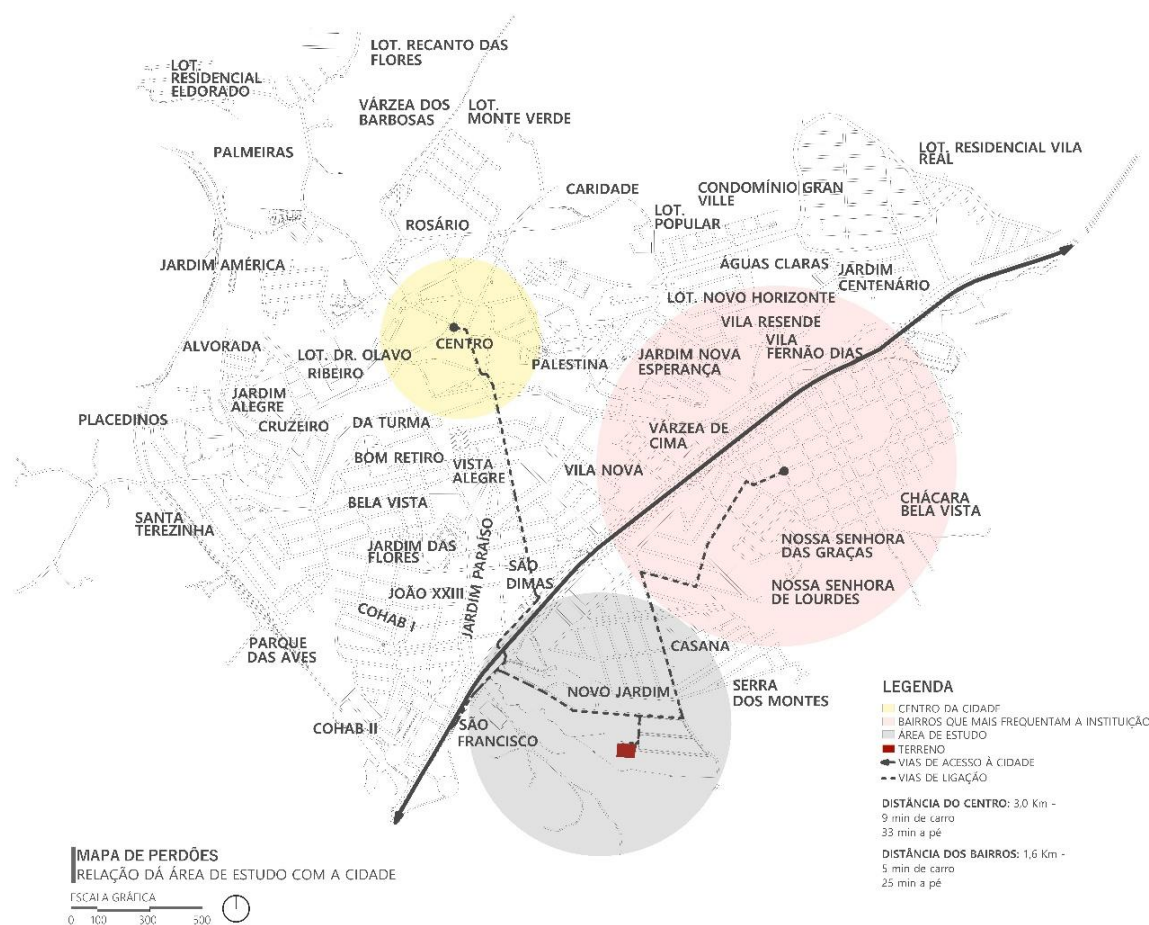 LOT. RECANTO DAS
FLORES
LOT.
RESIDENCIAL
ELDORADO
VÁRZEA DOS
BARBOSAS
LOT.
MONTE VERDE
PALMEIRAS
LOT. RESIDENCIAL VILA
REAL
CARIDADE
CONDOMÍNIO GRAN
VILLE
LOT.
POPULAR
ROSÁRIO
JARDIM AMÉRICA
ÁGUAS CLARAS
JARDIM
CENTENÁRIO
LOT. NOVO HORIZONTE
VILA RESENDE
VILA
FERNÃO DIAS
CENTRO
ALVORADA
LOT. DR. OLAVO
RIBEIRO
PALESTINA
JARDIM NOVA
ESPERANÇA
JARDIM
ALEGRE
PLACEDINOS
CRUZEIRO
DA TURMA
VÁRZEA DE
CIMA
BOM RETIRO
VISTA
ALEGRE
VILA NOVA
BELA VISTA
CHÁCARA
BELA VISTA
SANTA
TEREZINHA
JARDIM DAS
FLORES
JARDIM PARAÍSO
NOSSA SENHORA
DAS GRAÇAS
SÃO
DIMAS
NOSSA SENHORA
DE LOURDES
JOÃO XXIII
COHAB I
PARQUE
DAS AVES
CASANA
NOVO JARDIM
SERRA
DOS MONTES
COHAB II
SÃO
FRANCISCO
LEGENDA
CENTRO DA CIDADE
BAIRROS QUE MAIS FREQUENTAM A INSTITUIÇÃO
ÁREA DE ESTUDO
TERRENO
VIAS DE ACESSO À CIDADE
VIAS DE LIGAÇÃO
DISTÂNCIA DO CENTRO: 3,0 Km -
9 min de carro
33 min a pé
DISTÂNCIA DOS BAIRROS: 1,6 Km -
5 min de carro
25 min a pé
MAPA DE PERDÕES
RELAÇÃO DÁ ÁREA DE ESTUDO COM A CIDADE
ESCALA GRÁFICA
0 100 300 500